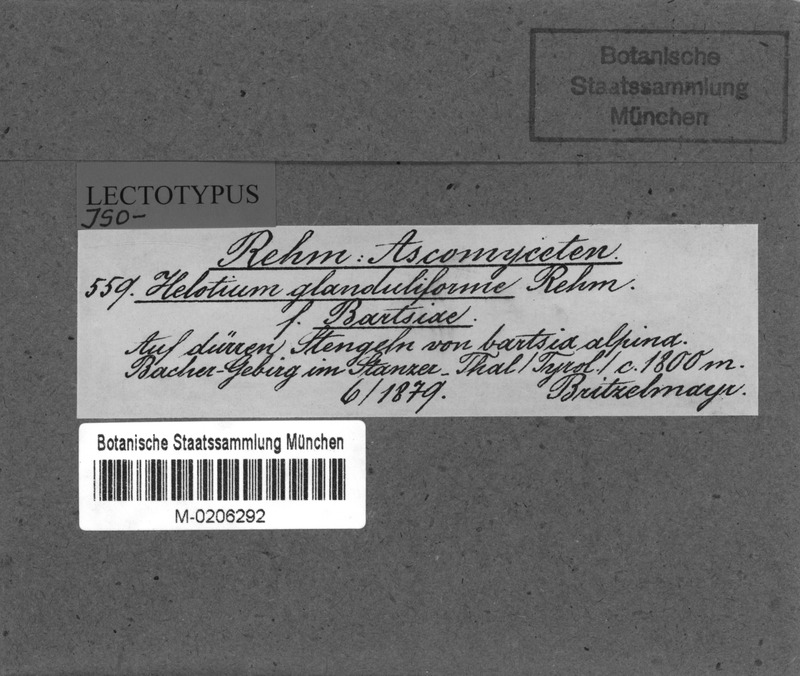 Botanische
Staatssammlung
München
LECTOTYPUS
ISO-
Rehm: Ascomyceten.
559. Helotium glanduliforme Rehm.
f. Bartsiae.
Auf dürren Stengeln von bartsia alpina.
Bacher-Gebirg im Stanzer-Thal / Tyrol. / c. 1800 m.
6/1879. Britzelmayr.
Botanische Staatssammlung München
M-0206292